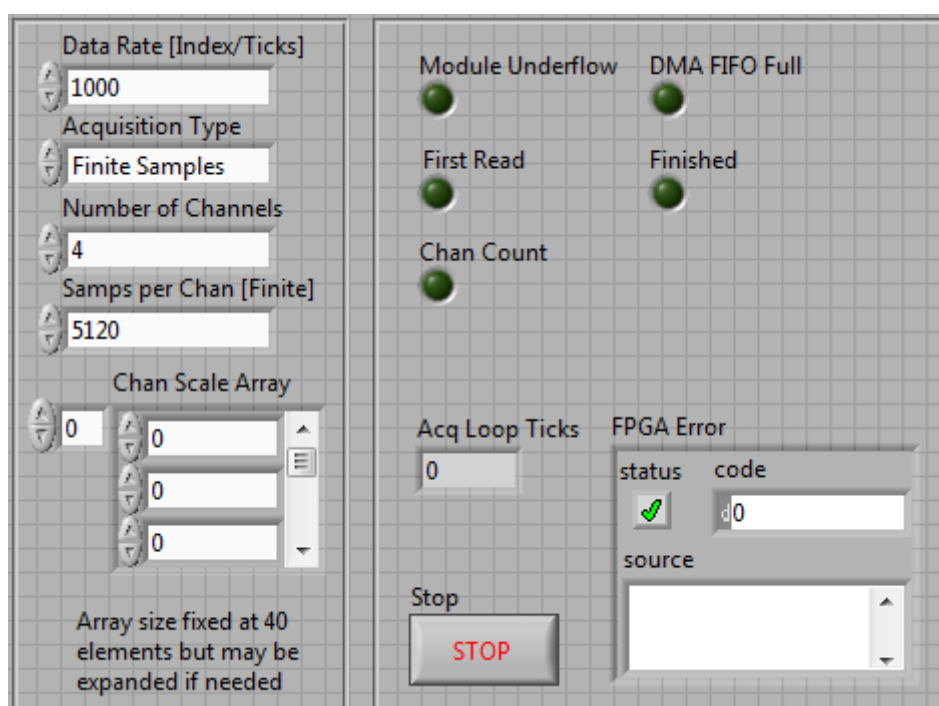 Data Rate [Index/Ticks]
1000
Acquisition Type
Finite Samples
Number of Channels
4
Samps per Chan [Finite]
5120
Chan Scale Array
0
0
0
0
Array size fixed at 40
elements but may be
expanded if needed
Module Underflow
DMA FIFO Full
First Read
Finished
Chan Count
Acq Loop Ticks
0
FPGA Error
status
code
d0
source
Stop
STOP